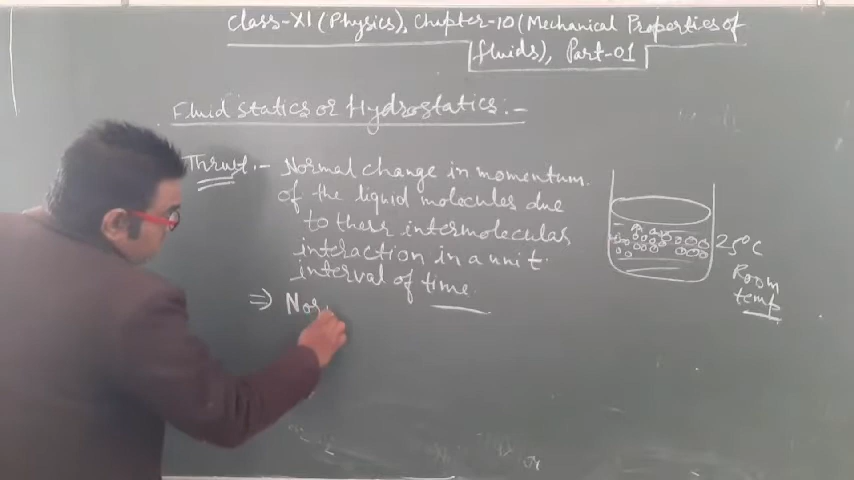 Class-XI (Physics), Chapter-10 (Mechanical Properties of
fluids), Part-01
Fluid statics or Hydrostatics :-
Thrust :- Normal change in momentum
of the liquid molecules due
to their intermolecular
interaction in a unit
interval of time.
⇒ Nor
25°C
Room
temp